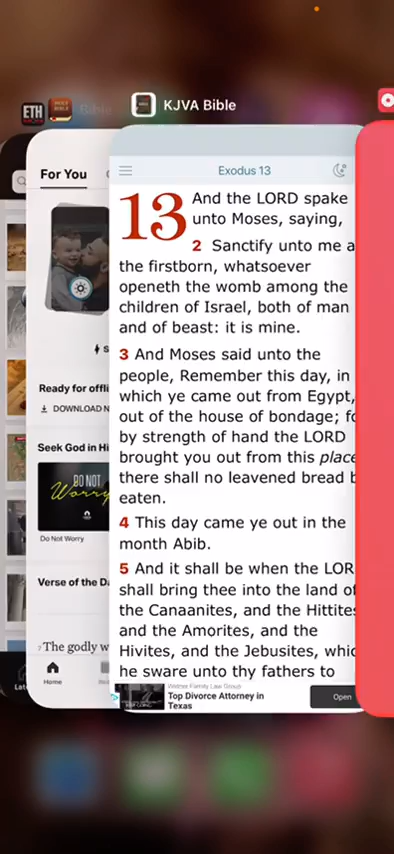 ETH
HOLY BIBLE
Bible
KJVA Bible
For You
Exodus 13
13 And the LORD spake
unto Moses, saying,
2 Sanctify unto me a
the firstborn, whatsoever
openeth the womb among the
children of Israel, both of man
and of beast: it is mine.
3 And Moses said unto the
people, Remember this day, in
which ye came out from Egypt,
out of the house of bondage; fo
by strength of hand the LORD
brought you out from this place
there shall no leavened bread b
eaten.
4 This day came ye out in the
month Abib.
5 And it shall be when the LOR
shall bring thee into the land of
the Canaanites, and the Hittites
and the Amorites, and the
Hivites, and the Jebusites, whic
he sware unto thy fathers to
S
Ready for offli
DOWNLOAD N
Seek God in Hi
DO NOT
Worry
Do Not Worry
Verse of the Da
7 The godly w
Home
Late
Family Law Group
Top Divorce Attorney in
Texas
Open